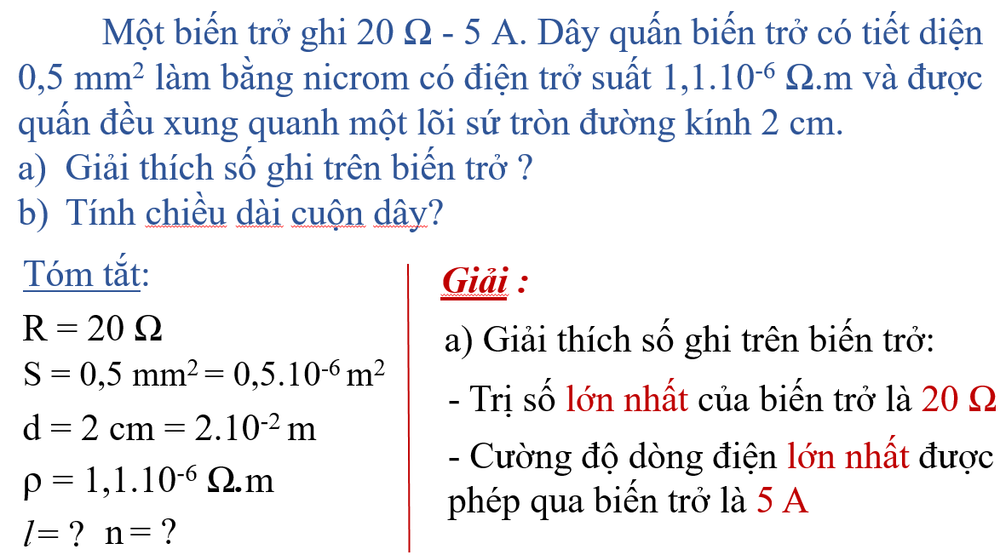 Một biến trở ghi 20 Ω - 5 A. Dây quấn biến trở có tiết diện
0,5 mm² làm bằng nicrom có điện trở suất 1,1.10⁻⁶ Ω.m và được
quấn đều xung quanh một lõi sứ tròn đường kính 2 cm.
a) Giải thích số ghi trên biến trở ?
b) Tính chiều dài cuộn dây?
Tóm tắt:
R = 20 Ω
S = 0,5 mm² = 0,5.10⁻⁶ m²
d = 2 cm = 2.10⁻² m
ρ = 1,1.10⁻⁶ Ω.m
l = ? n = ?
Giải :
a) Giải thích số ghi trên biến trở:
- Trị số lớn nhất của biến trở là 20 Ω
- Cường độ dòng điện lớn nhất được
phép qua biến trở là 5 A